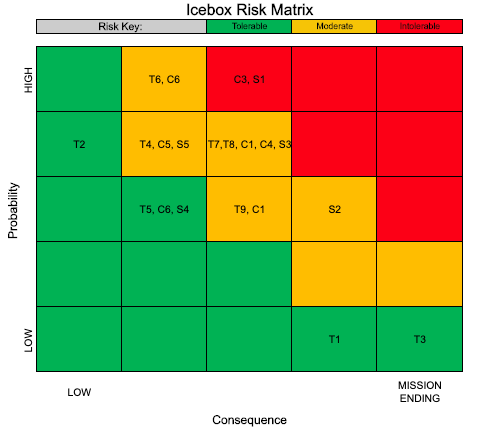 Icebox Risk Matrix
Risk Key: Tolerable Moderate Intolerable
HIGH
T6, C6 C3, S1
T2 T4, C5, S5 T7,T8, C1, C4, S3
Probability
T5, C6, S4 T9, C1 S2
LOW
T1 T3
LOW MISSION
ENDING
Consequence